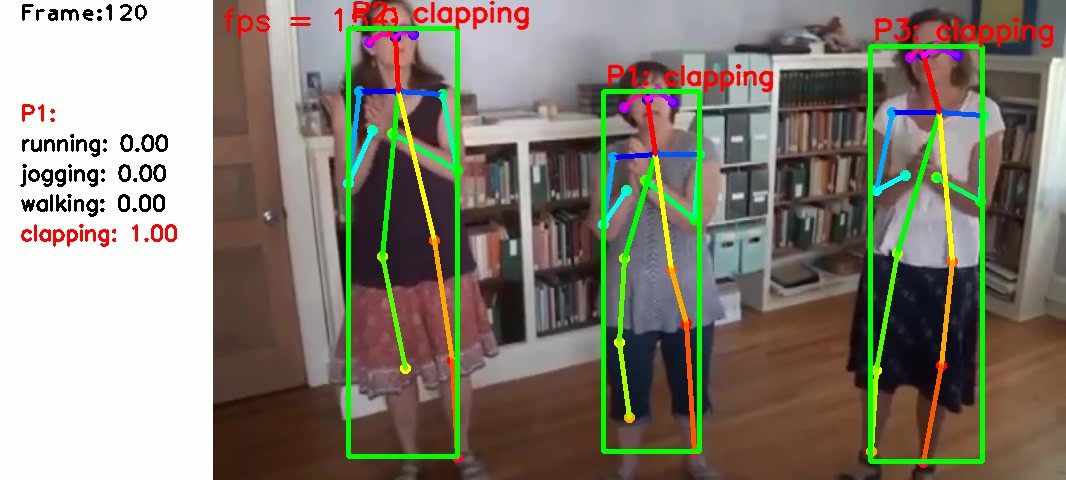 Frame:120
P1:
running: 0.00
jogging: 0.00
walking: 0.00
clapping: 1.00
fps = 15
P2: clapping
P1: clapping
P3: clapping